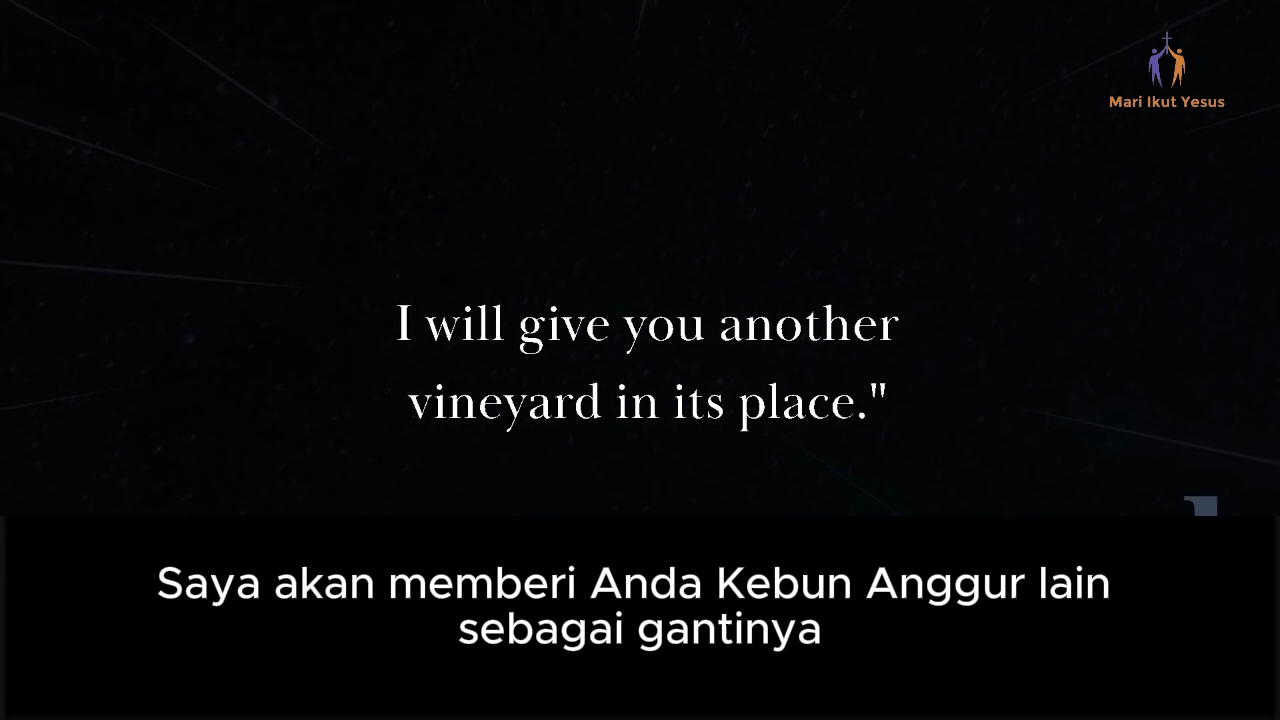 Mari Ikut Yesus
I will give you another
vineyard in its place."
Saya akan memberi Anda Kebun Anggur lain
sebagai gantinya